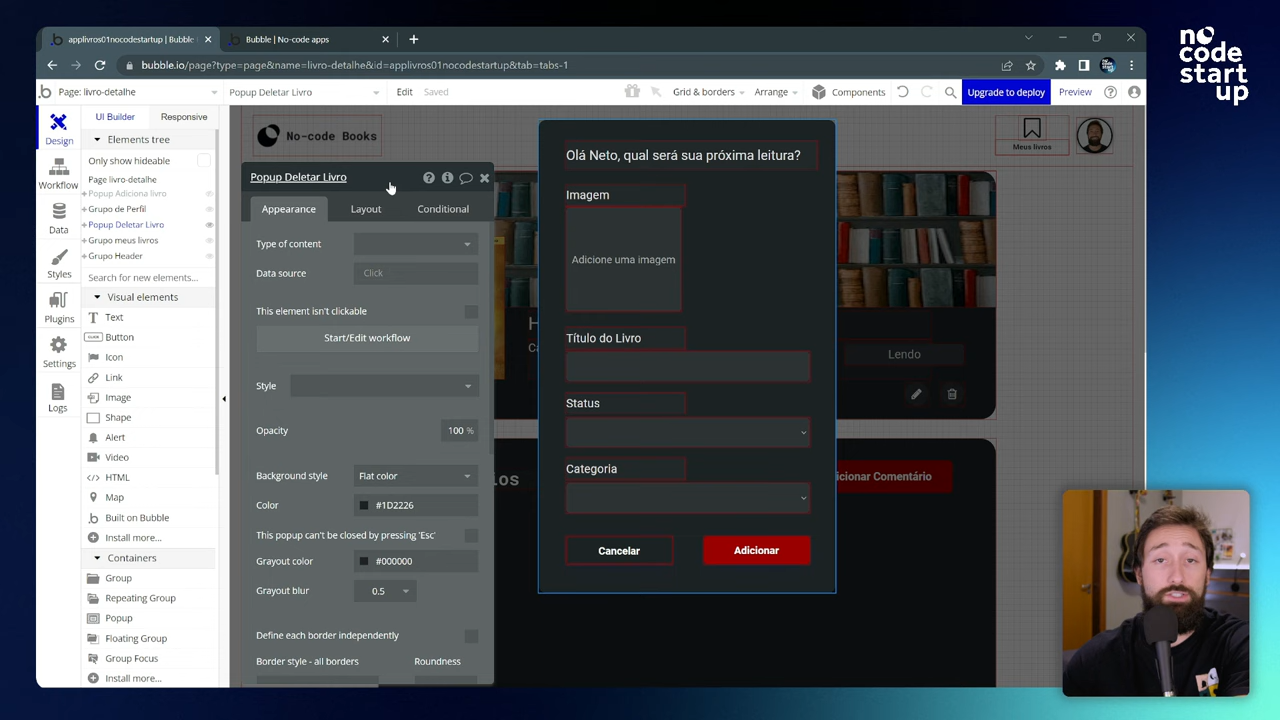 applivros01nocodestartup | Bubble
Bubble | No-code apps
bubble.io/page?type=page&name=livro-detalhe&id=applivros01nocodestartup&tab=tabs-1
no
code
start
up
Page: livro-detalhe
Popup Deletar Livro
Edit
Saved
Grid & borders
Arrange
Components
Upgrade to deploy
Preview
Design
Workflow
Data
Styles
Plugins
Settings
Logs
UI Builder
Responsive
Elements tree
Only show hideable
Page livro-detalhe
Popup Adiciona livro
Grupo de Perfil
Popup Deletar Livro
Grupo meus livros
Grupo Header
Search for new elements...
Visual elements
Text
Button
Icon
Link
Image
Shape
Alert
Video
HTML
Map
Built on Bubble
Install more...
Containers
Group
Repeating Group
Popup
Floating Group
Group Focus
Install more...
No-code Books
Meus livros
Popup Deletar Livro
Appearance
Layout
Conditional
Type of content
Data source
Click
This element isn't clickable
Start/Edit workflow
Style
Opacity
100 %
Background style
Flat color
Color
#1D2226
This popup can't be closed by pressing 'Esc'
Grayout color
#000000
Grayout blur
0.5
Define each border independently
Border style - all borders
Roundness
Olá Neto, qual será sua próxima leitura?
Imagem
Adicione uma imagem
Título do Livro
Status
Categoria
Cancelar
Adicionar
Lendo
icionar Comentário